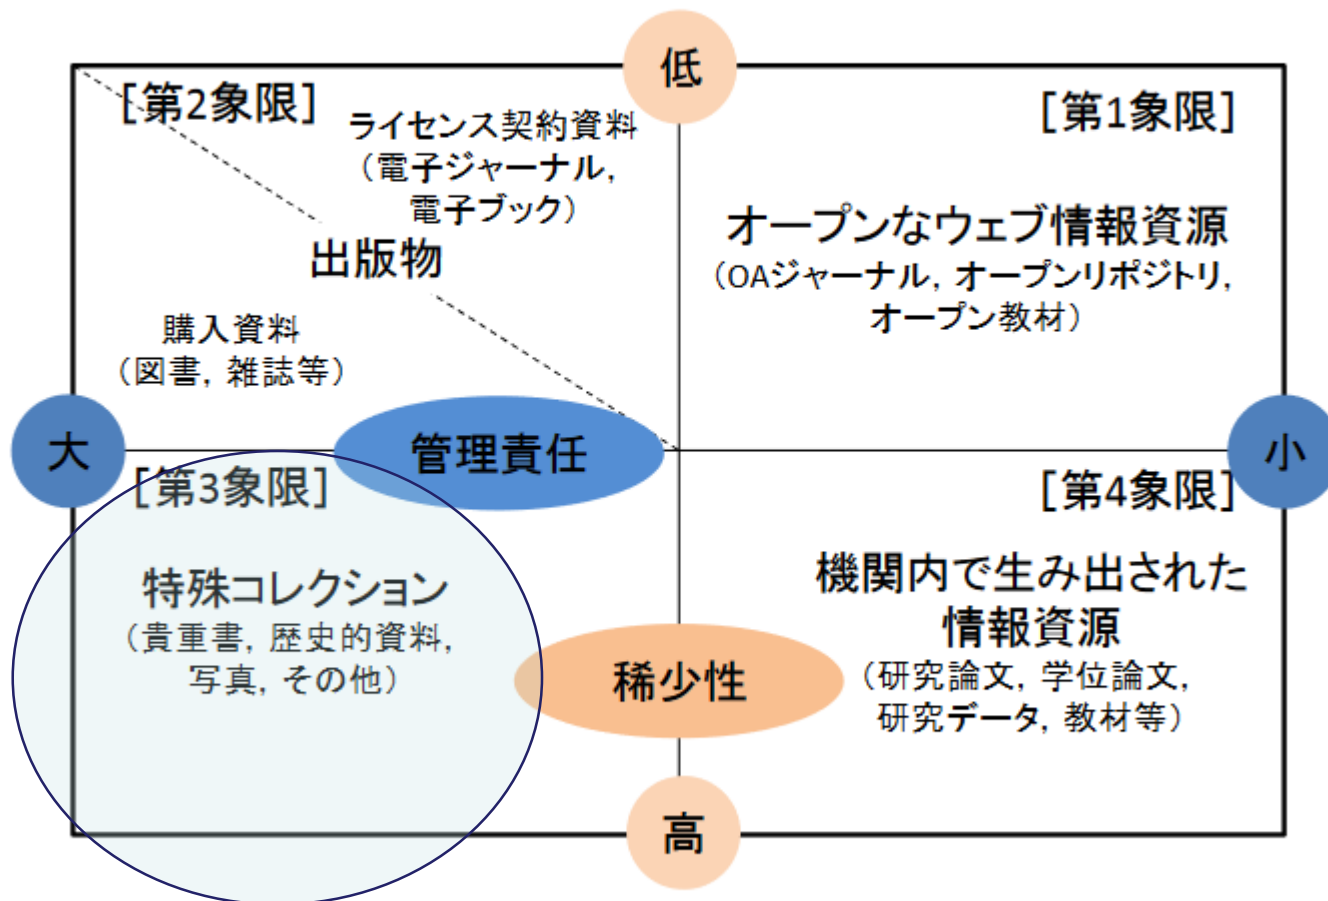 低
[第2象限]
ライセンス契約資料
(電子ジャーナル,
電子ブック)
出版物
購入資料
(図書, 雑誌等)
[第1象限]
オープンなウェブ情報資源
(OAジャーナル, オープンリポジトリ,
オープン教材)
大
管理責任
小
[第3象限]
特殊コレクション
(貴重書, 歴史的資料,
写真, その他)
稀少性
[第4象限]
機関内で生み出された
情報資源
(研究論文, 学位論文,
研究データ, 教材等)
高